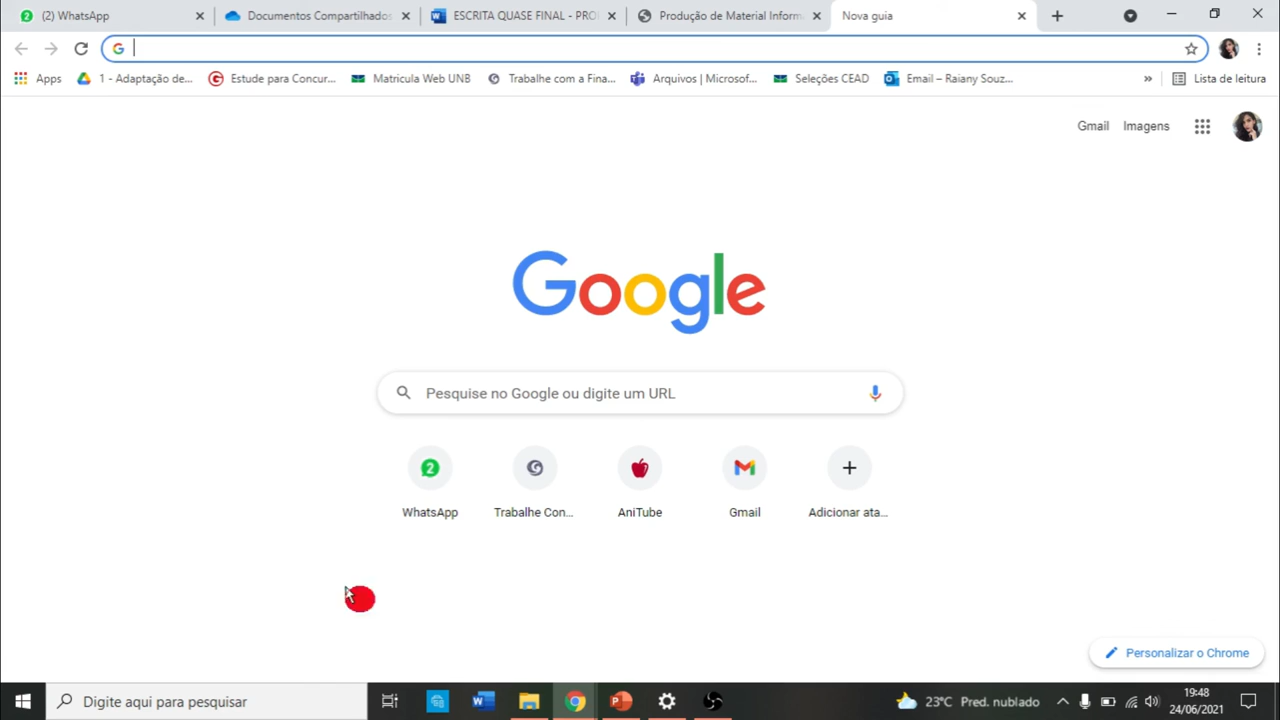 (2) WhatsApp
Documentos Compartilhados
ESCRITA QUASE FINAL - PRO
Produção de Material Inform
Nova guia
Apps
1 - Adaptação de...
Estude para Concur...
Matricula Web UNB
Trabalhe com a Fina...
Arquivos | Microsof...
Seleções CEAD
Email – Raiany Souz...
»
Lista de leitura
Gmail
Imagens
Google
Pesquise no Google ou digite um URL
2
WhatsApp
Trabalhe Con...
AniTube
Gmail
Adicionar ata...
Personalizar o Chrome
Digite aqui para pesquisar
23°C Pred. nublado
19:48
24/06/2021